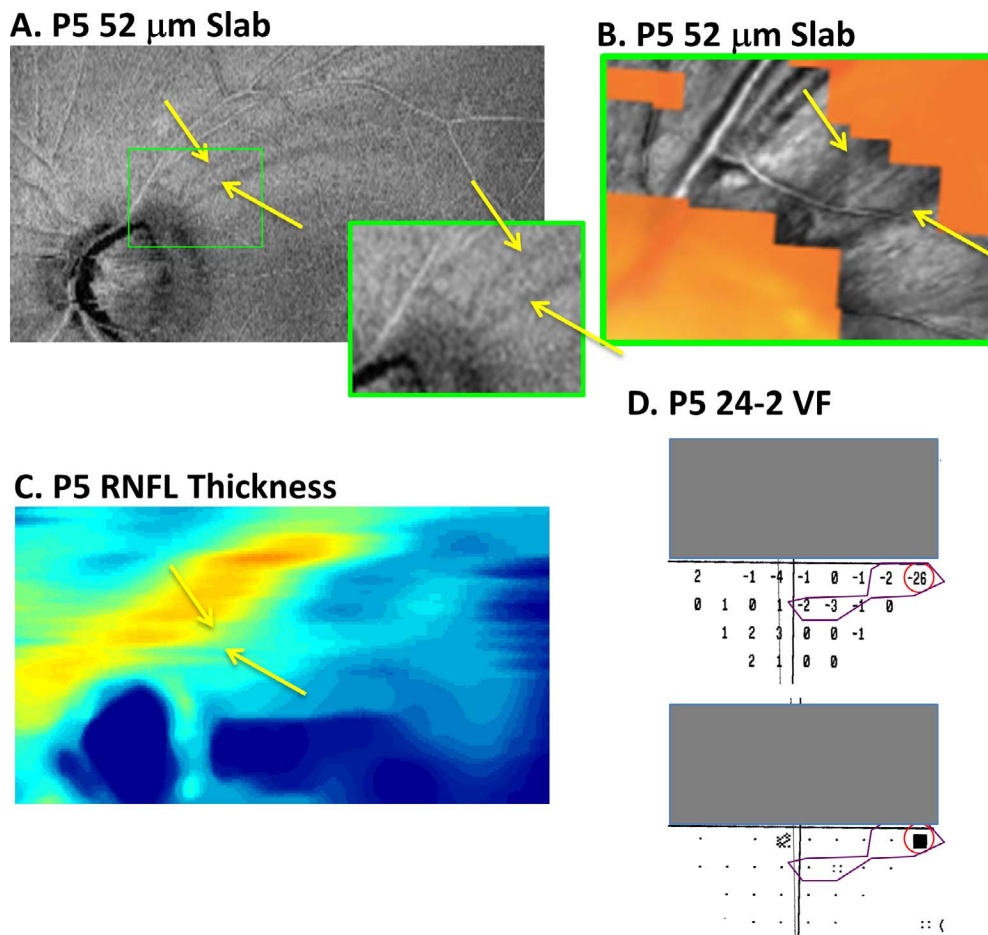 A. P5 52 μm Slab
B. P5 52 μm Slab
C. P5 RNFL Thickness
D. P5 24-2 VF
2 -1 -4 -1 0 -1 -2 -26
0 1 0 1 -2 -3 -1 0
1 2 3 0 0 -1
2 1 0 0